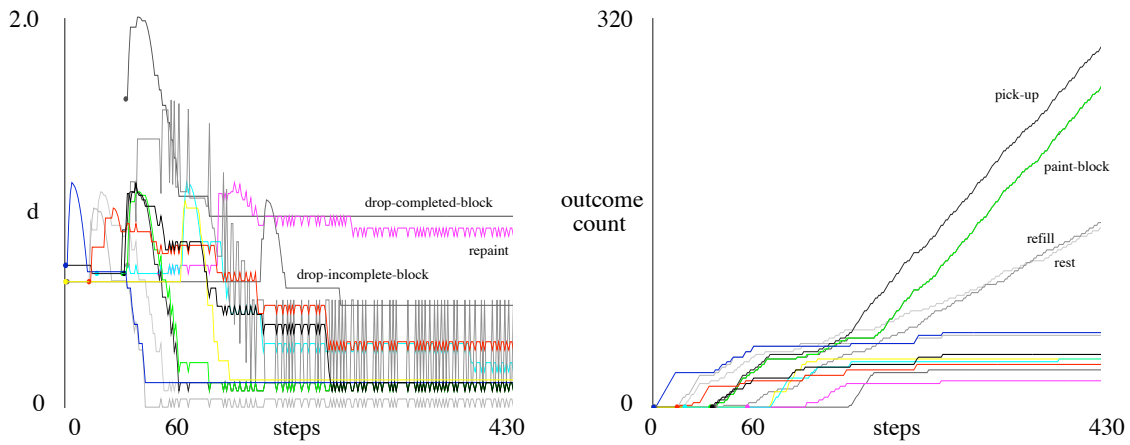 2.0
d
drop-completed-block
repaint
drop-incomplete-block
0
0 60 steps 430
320
outcome
count
pick-up
paint-block
refill
rest
0
0 60 steps 430